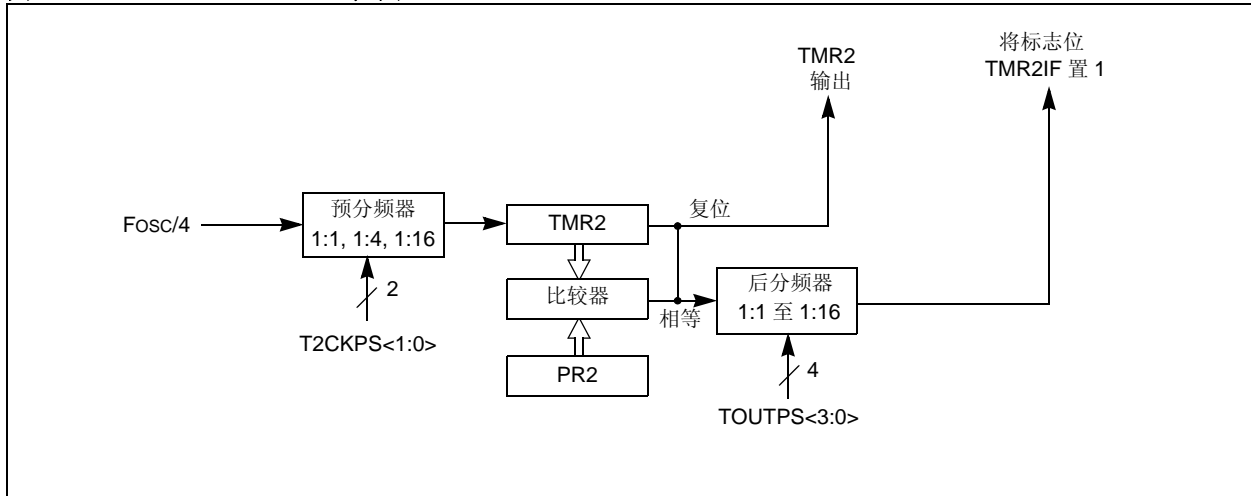 TMR2
输出
将标志位
TMR2IF 置 1
FOSC/4
预分频器
1:1, 1:4, 1:16
2
T2CKPS<1:0>
TMR2
复位
比较器
相等
PR2
后分频器
1:1 至 1:16
4
TOUTPS<3:0>